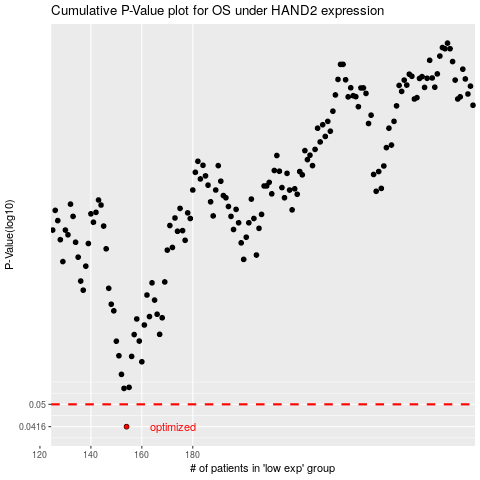 Cumulative P-Value plot for OS under HAND2 expression
P-Value(log10)
0.05
0.0416
optimized
120 140 160 180
# of patients in 'low exp' group